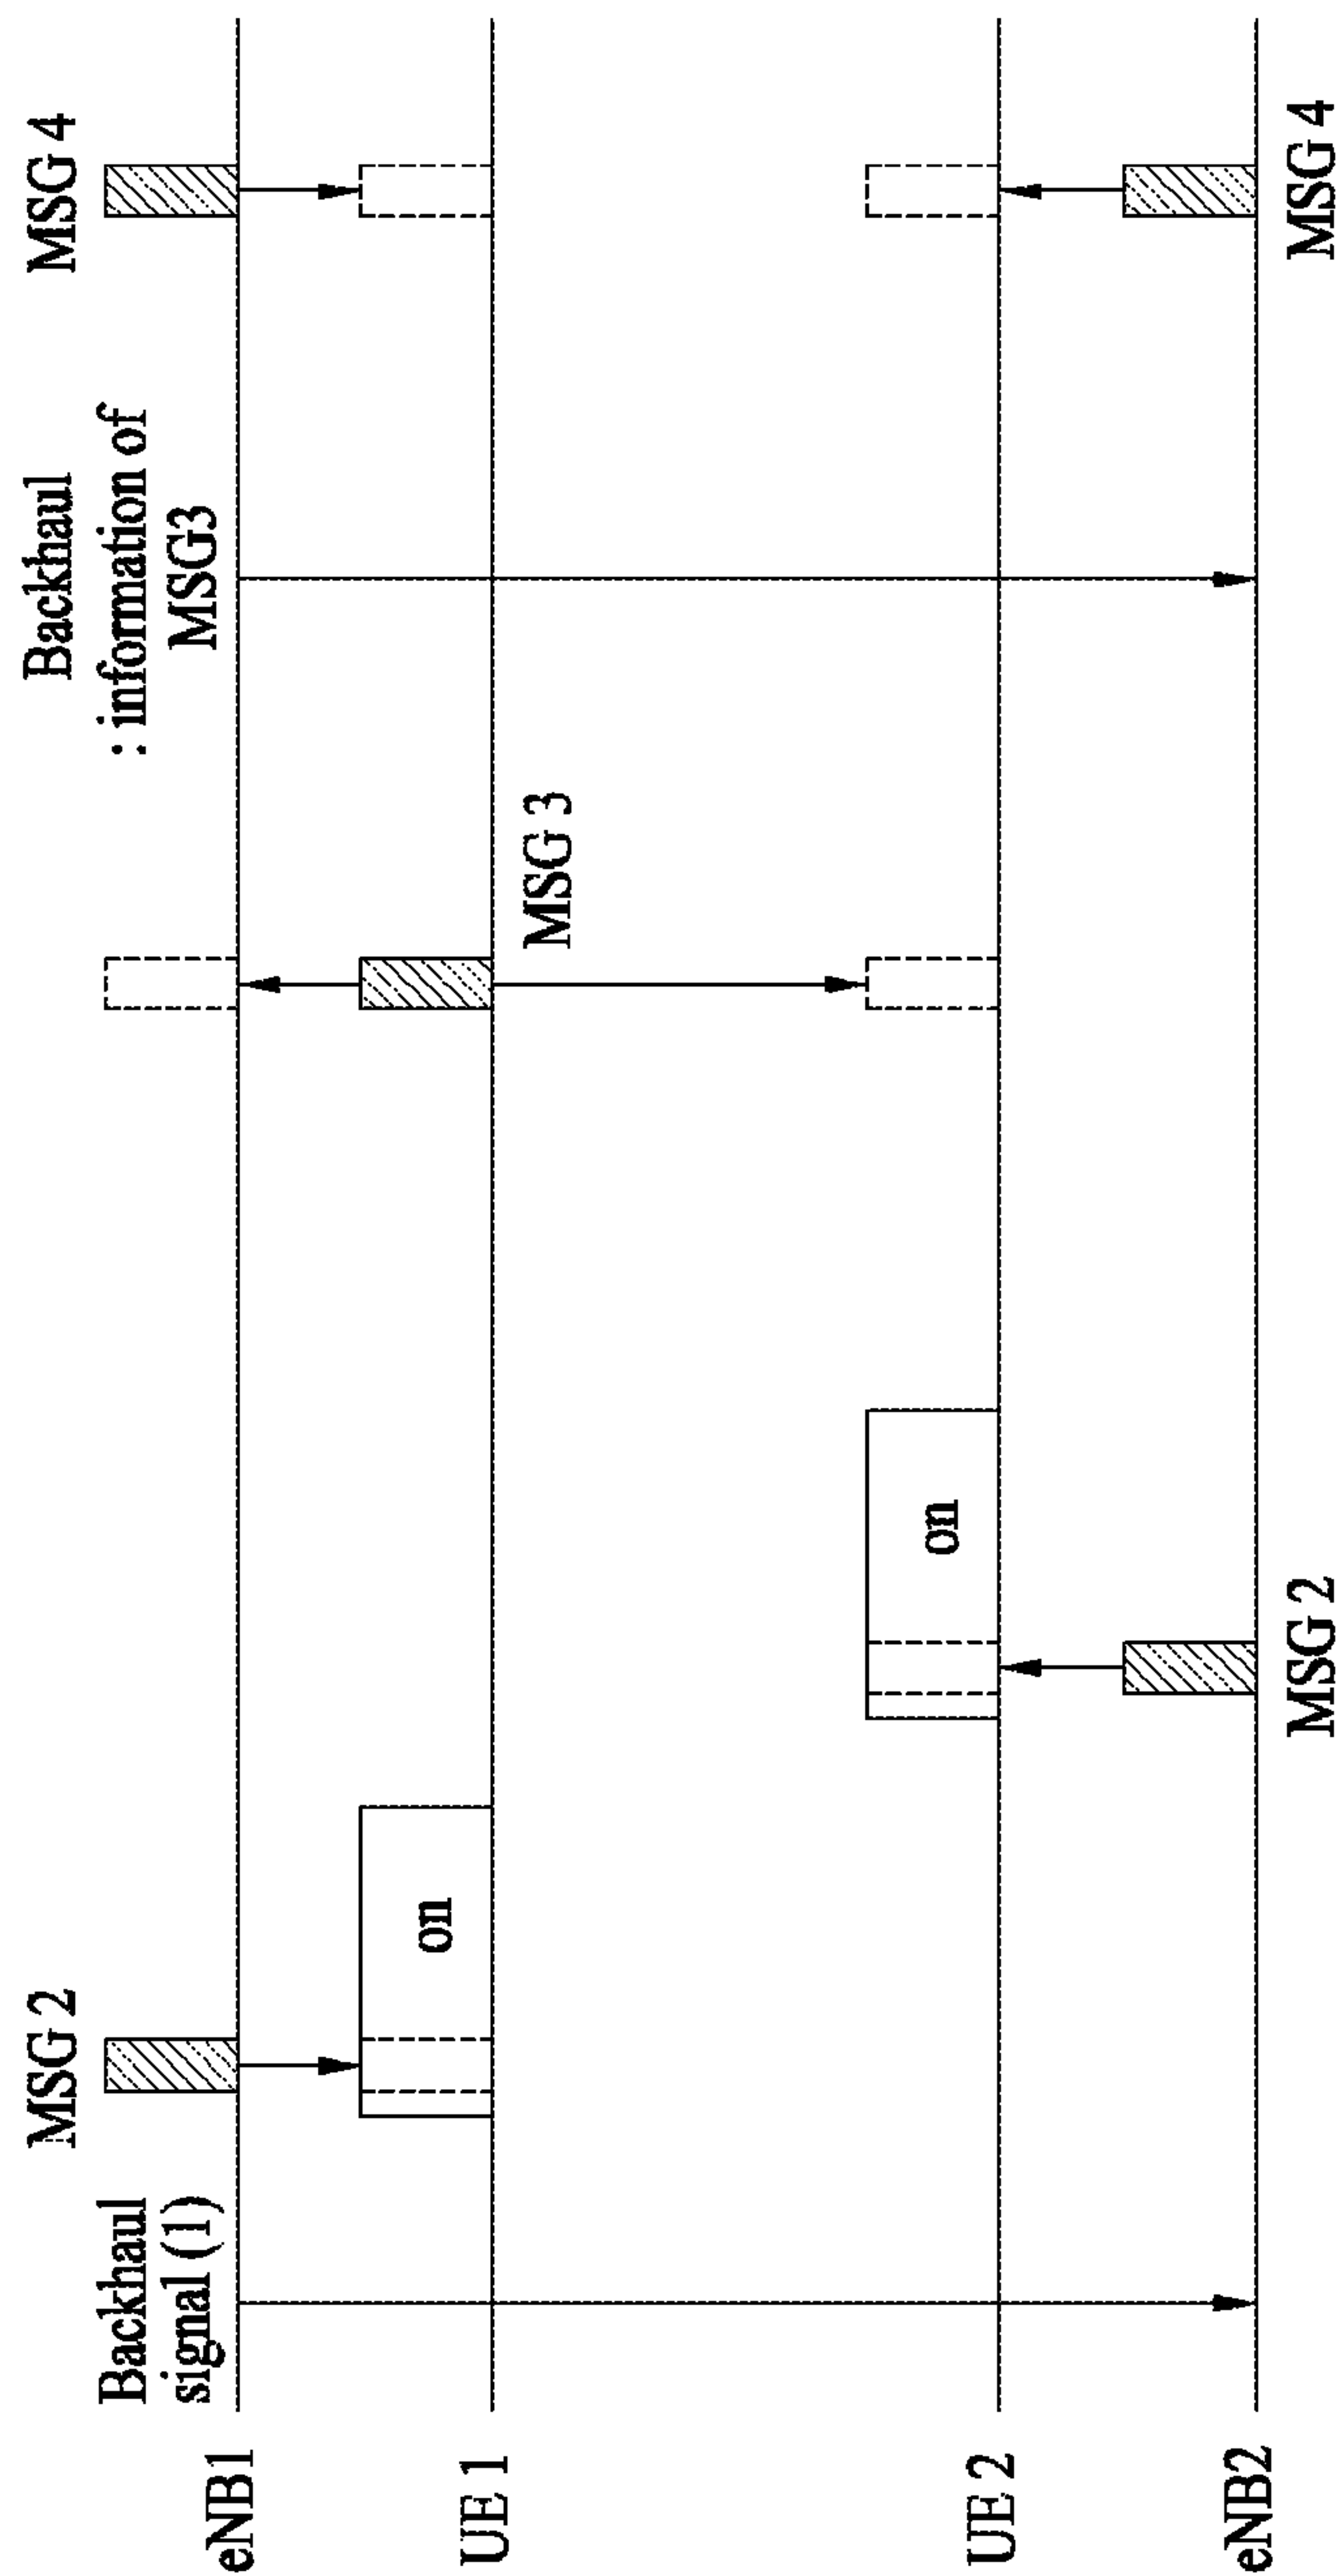 Backhaul
signal (1)
MSG 2
Backhaul
: information of
MSG3
MSG 4
eNB1
on
UE 1
MSG 3
on
UE 2
eNB2
MSG 2
MSG 4